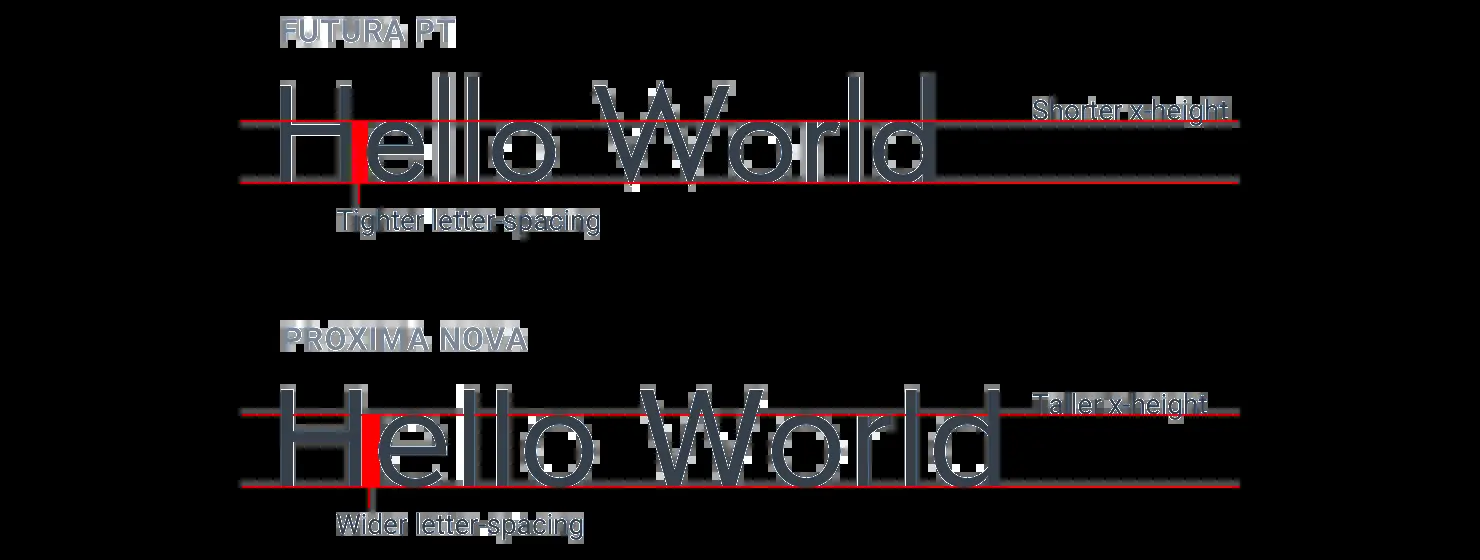 FUTURA PT
Hello World
Shorter x-height
Tighter letter-spacing
PROXIMA NOVA
Hello World
Taller x-height
Wider letter-spacing